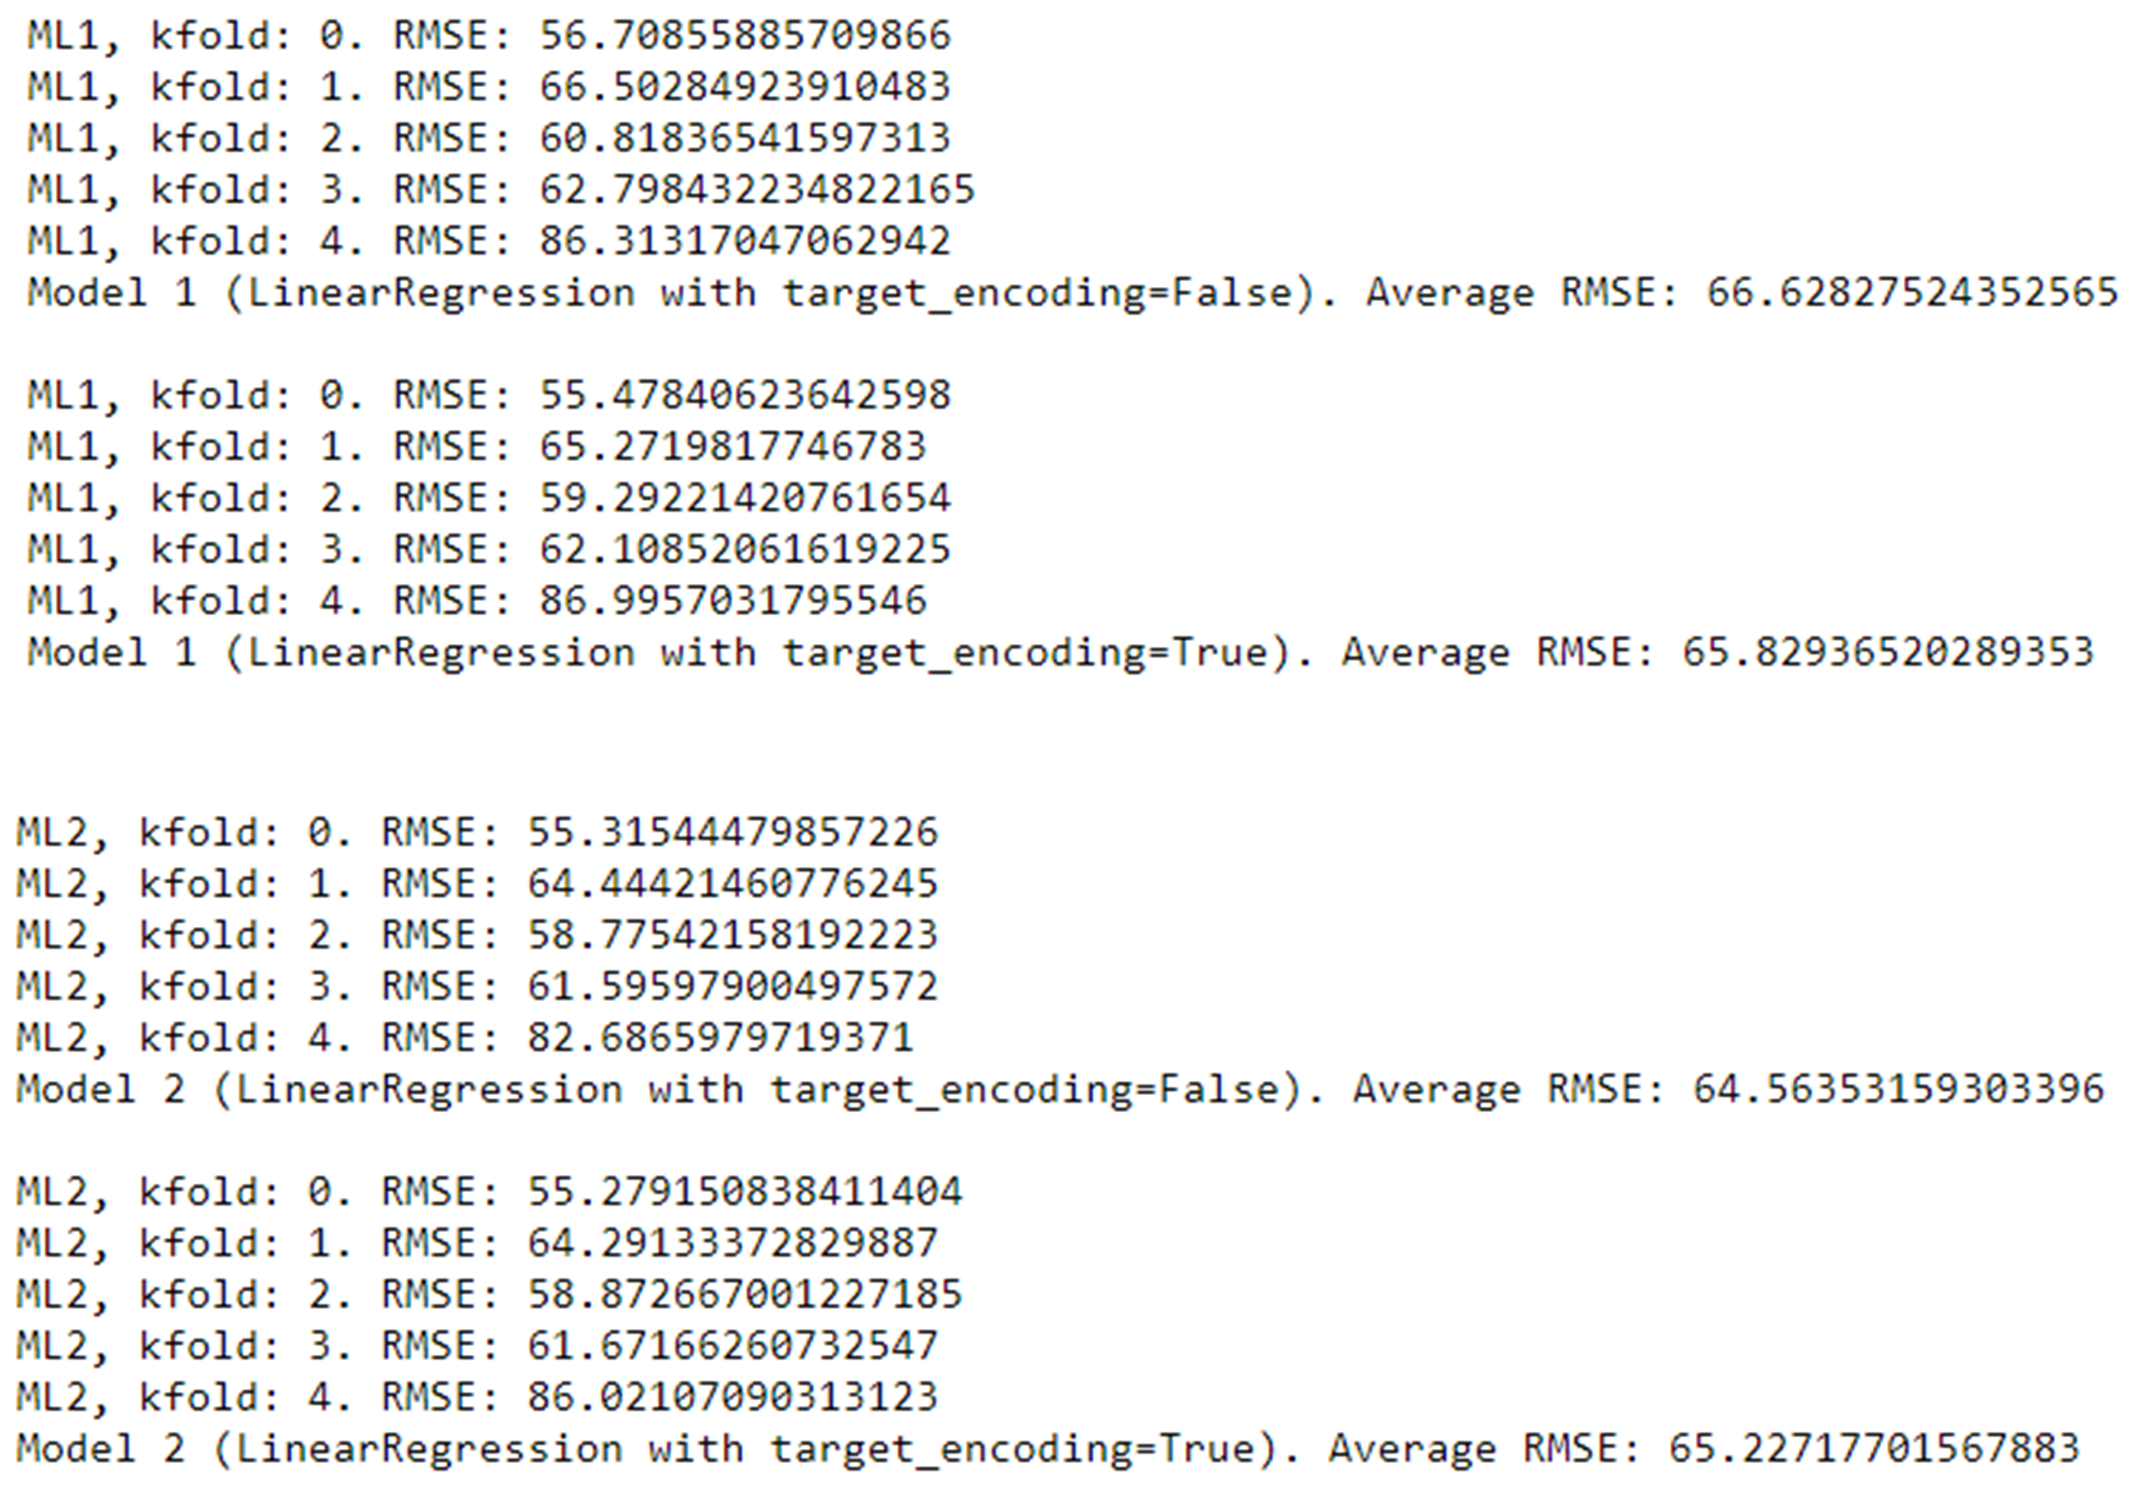 ML1, kfold: 0. RMSE: 56.70855885709866
ML1, kfold: 1. RMSE: 66.50284923910483
ML1, kfold: 2. RMSE: 60.81836541597313
ML1, kfold: 3. RMSE: 62.798432234822165
ML1, kfold: 4. RMSE: 86.31317047062942
Model 1 (LinearRegression with target_encoding=False). Average RMSE: 66.62827524352565
ML1, kfold: 0. RMSE: 55.47840623642598
ML1, kfold: 1. RMSE: 65.2719817746783
ML1, kfold: 2. RMSE: 59.29221420761654
ML1, kfold: 3. RMSE: 62.10852061619225
ML1, kfold: 4. RMSE: 86.9957031795546
Model 1 (LinearRegression with target_encoding=True). Average RMSE: 65.82936520289353
ML2, kfold: 0. RMSE: 55.31544479857226
ML2, kfold: 1. RMSE: 64.44421460776245
ML2, kfold: 2. RMSE: 58.77542158192223
ML2, kfold: 3. RMSE: 61.59597900497572
ML2, kfold: 4. RMSE: 82.6865979719371
Model 2 (LinearRegression with target_encoding=False). Average RMSE: 64.56353159303396
ML2, kfold: 0. RMSE: 55.279150838411404
ML2, kfold: 1. RMSE: 64.29133372829887
ML2, kfold: 2. RMSE: 58.872667001227185
ML2, kfold: 3. RMSE: 61.67166260732547
ML2, kfold: 4. RMSE: 86.02107090313123
Model 2 (LinearRegression with target_encoding=True). Average RMSE: 65.22717701567883